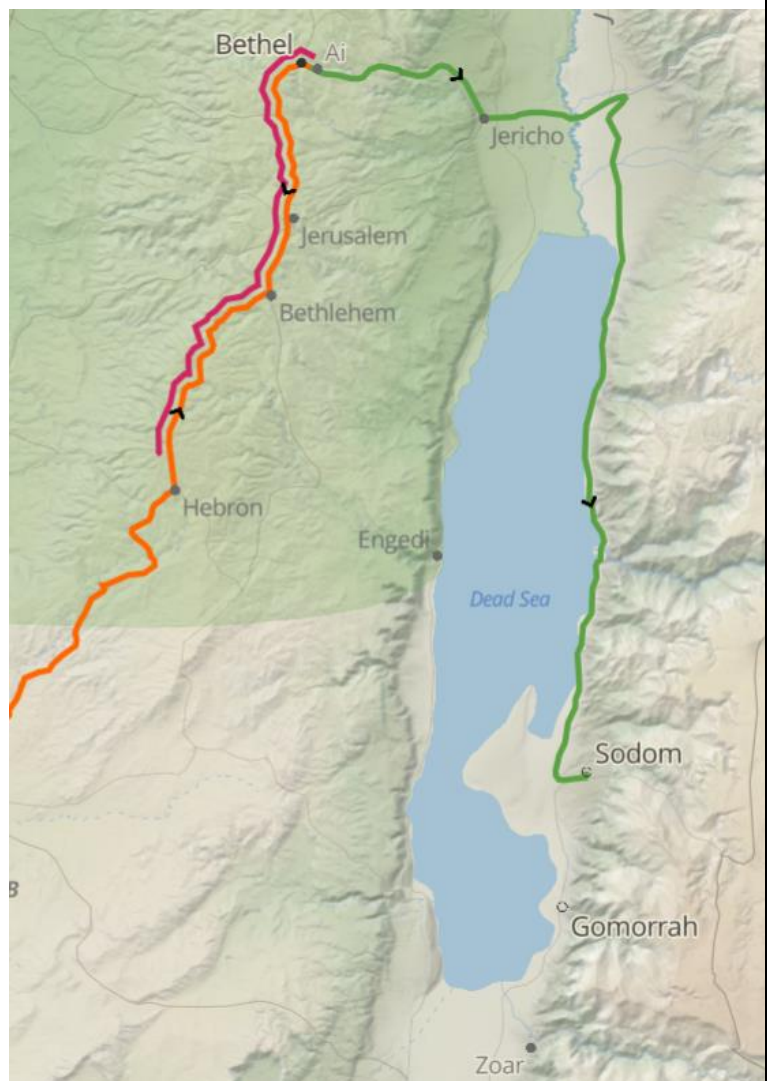 Bethel
Ai
Jericho
Jerusalem
Bethlehem
Hebron
Engedi
Dead Sea
Sodom
B
Gomorrah
Zoar